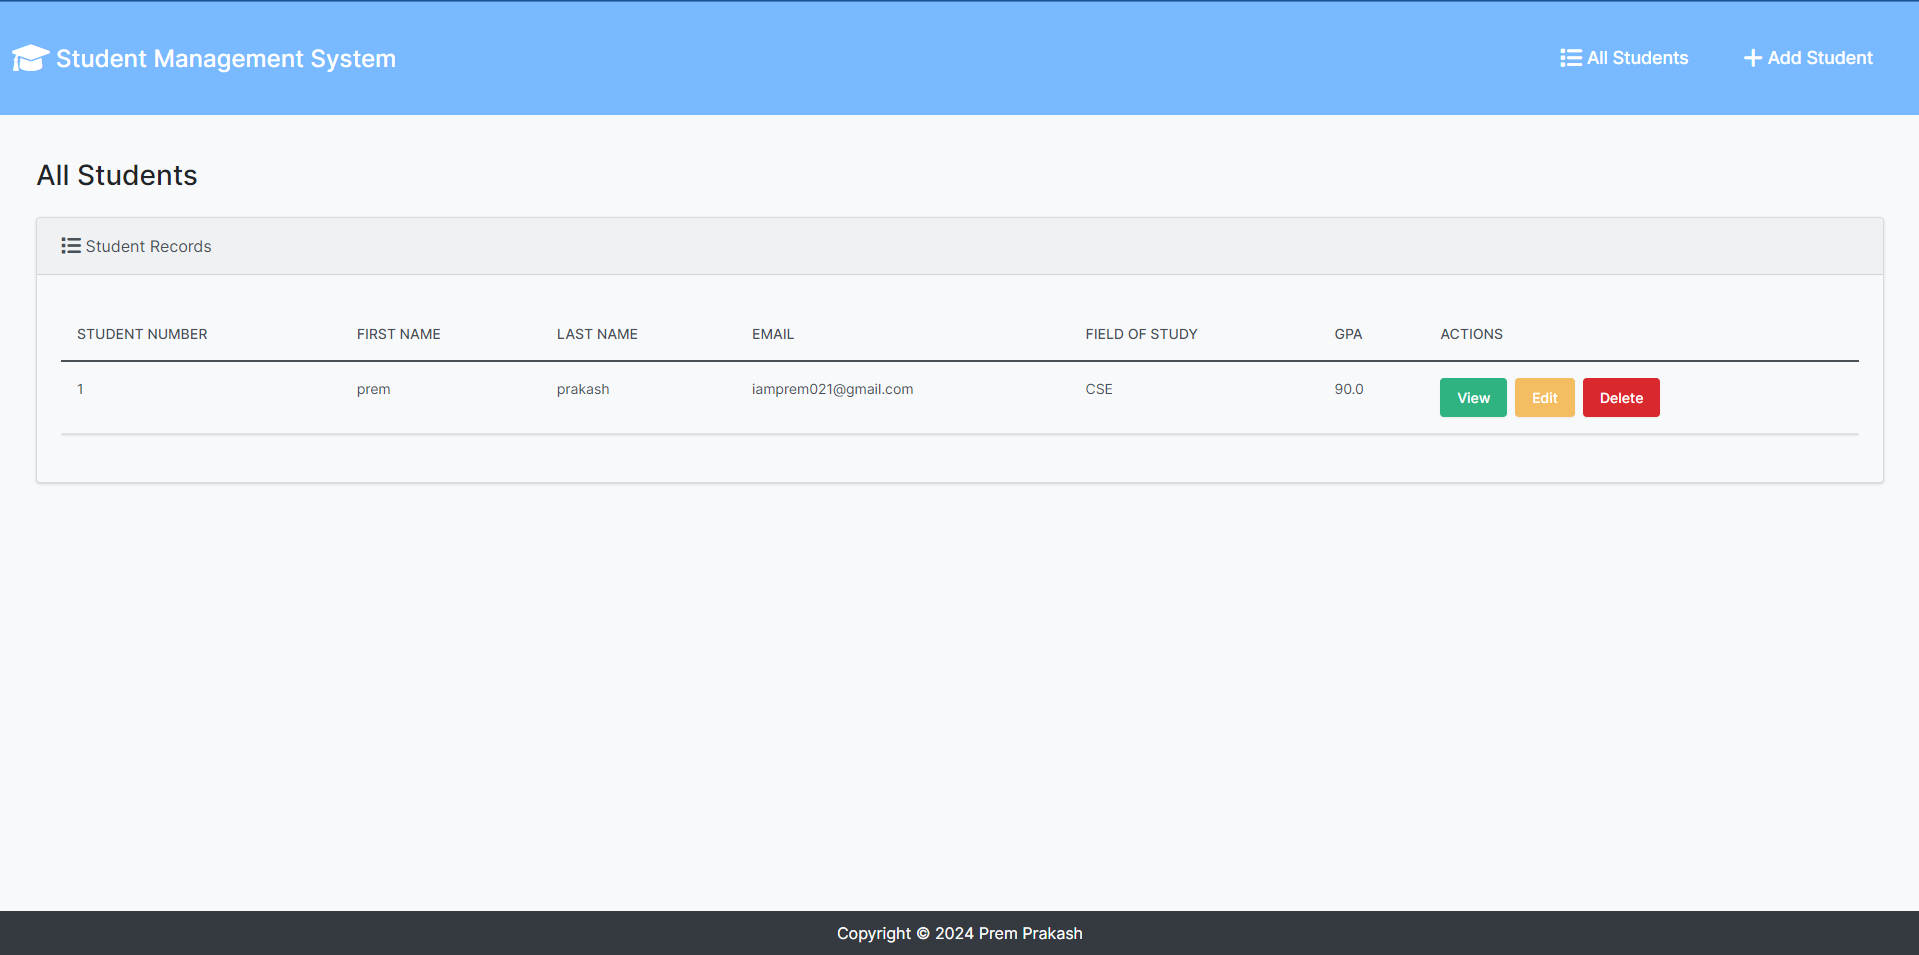 Student Management System
All Students
Add Student
All Students
Student Records
STUDENT NUMBER FIRST NAME LAST NAME EMAIL FIELD OF STUDY GPA ACTIONS
1 prem prakash iamprem021@gmail.com CSE 90.0 View Edit Delete
Copyright © 2024 Prem Prakash